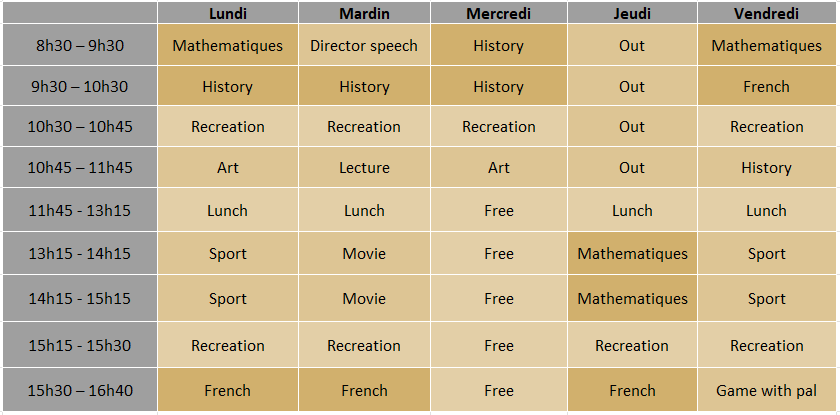 Lundi Mardin Mercredi Jeudi Vendredi
8h30 – 9h30 Mathematiques Director speech History Out Mathematiques
9h30 – 10h30 History History History Out French
10h30 – 10h45 Recreation Recreation Recreation Out Recreation
10h45 – 11h45 Art Lecture Art Out History
11h45 - 13h15 Lunch Lunch Free Lunch Lunch
13h15 - 14h15 Sport Movie Free Mathematiques Sport
14h15 - 15h15 Sport Movie Free Mathematiques Sport
15h15 - 15h30 Recreation Recreation Free Recreation Recreation
15h30 – 16h40 French French Free French Game with pal